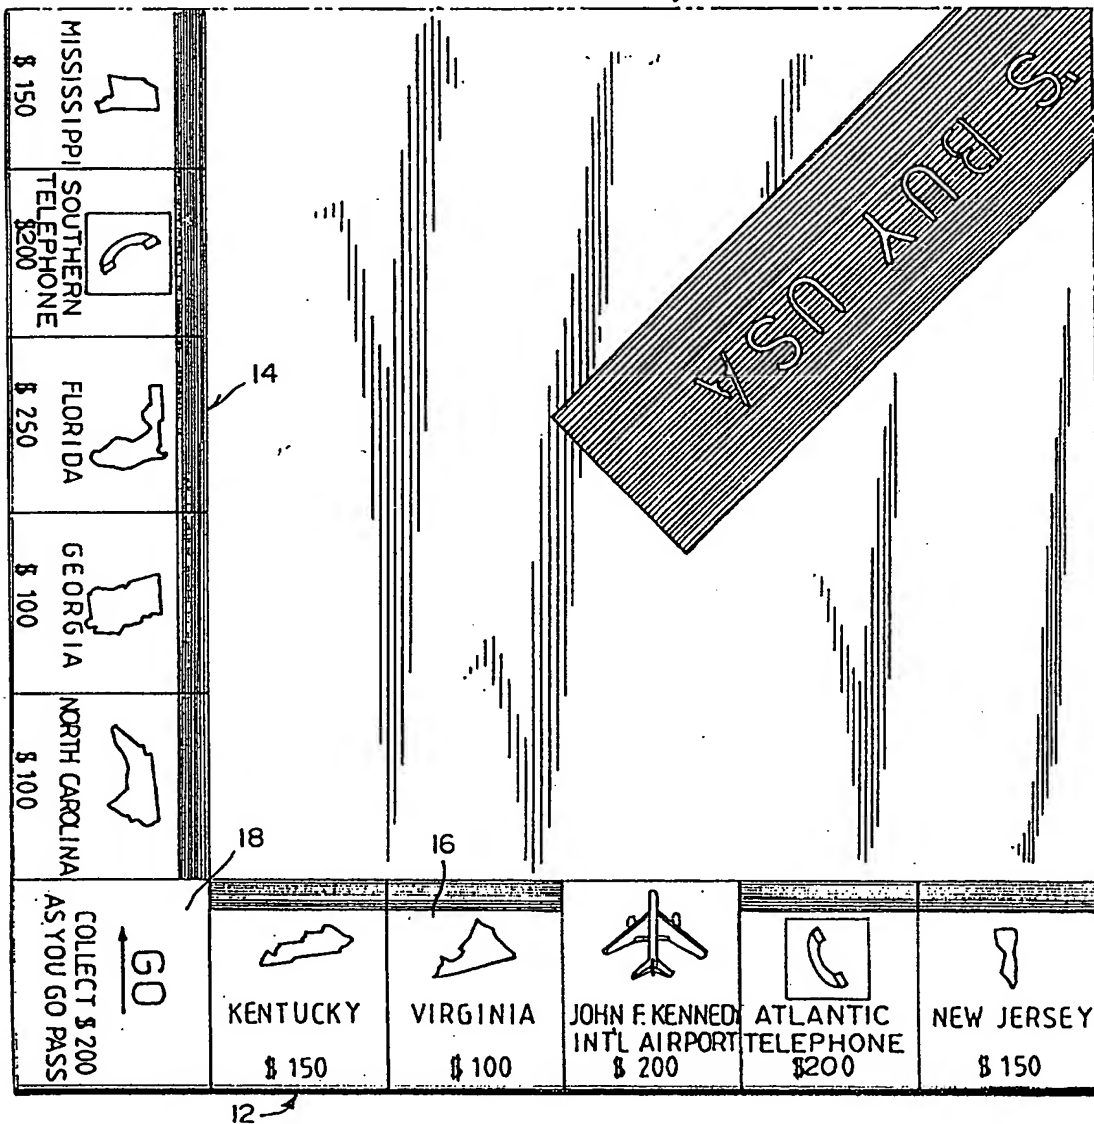 MISSISSIPPI
$ 150
SOUTHERN
TELEPHONE
$200
FLORIDA
$ 250
GEORGIA
$ 100
NORTH CAROLINA
$ 100
'S BUY USA
14
18
16
12
GO
COLLECT $ 200
AS YOU GO PASS
KENTUCKY
$ 150
VIRGINIA
$ 100
JOHN F. KENNEDY
INT'L AIRPORT
$ 200
ATLANTIC
TELEPHONE
$200
NEW JERSEY
$ 150